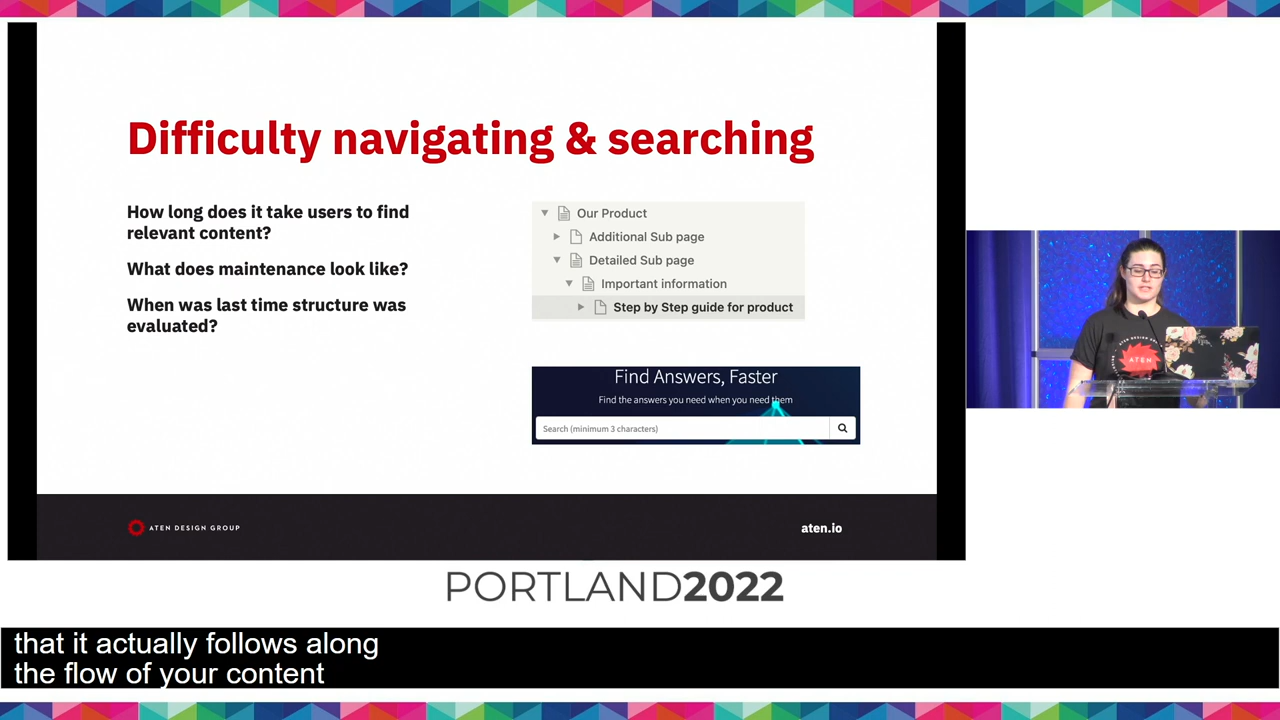 Difficulty navigating & searching
How long does it take users to find
relevant content?
What does maintenance look like?
When was last time structure was
evaluated?
Our Product
Additional Sub page
Detailed Sub page
Important information
Step by Step guide for product
Find Answers, Faster
Find the answers you need when you need them
Search (minimum 3 characters)
ATEN DESIGN GROUP
aten.io
ATEN
PORTLAND2022
that it actually follows along
the flow of your content